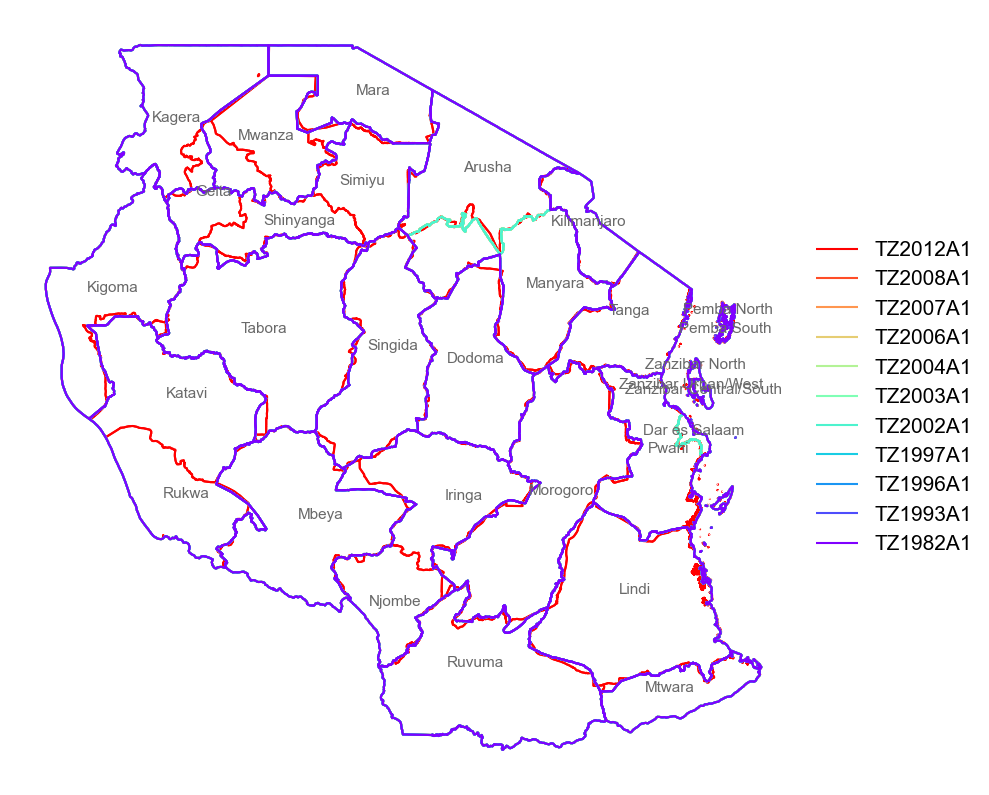 Mara
Kagera
Mwanza
Arusha
Simiyu
Geita
Shinyanga
Kilimanjaro
Kigoma
Manyara
Tanga
Pemba North
Pemba South
Tabora
Singida
Dodoma
Zanzibar North
Zanzibar Urban/West
Zanzibar Central/South
Katavi
Dar es Salaam
Pwani
Rukwa
Iringa
Morogoro
Mbeya
Lindi
Njombe
Ruvuma
Mtwara
TZ2012A1
TZ2008A1
TZ2007A1
TZ2006A1
TZ2004A1
TZ2003A1
TZ2002A1
TZ1997A1
TZ1996A1
TZ1993A1
TZ1982A1